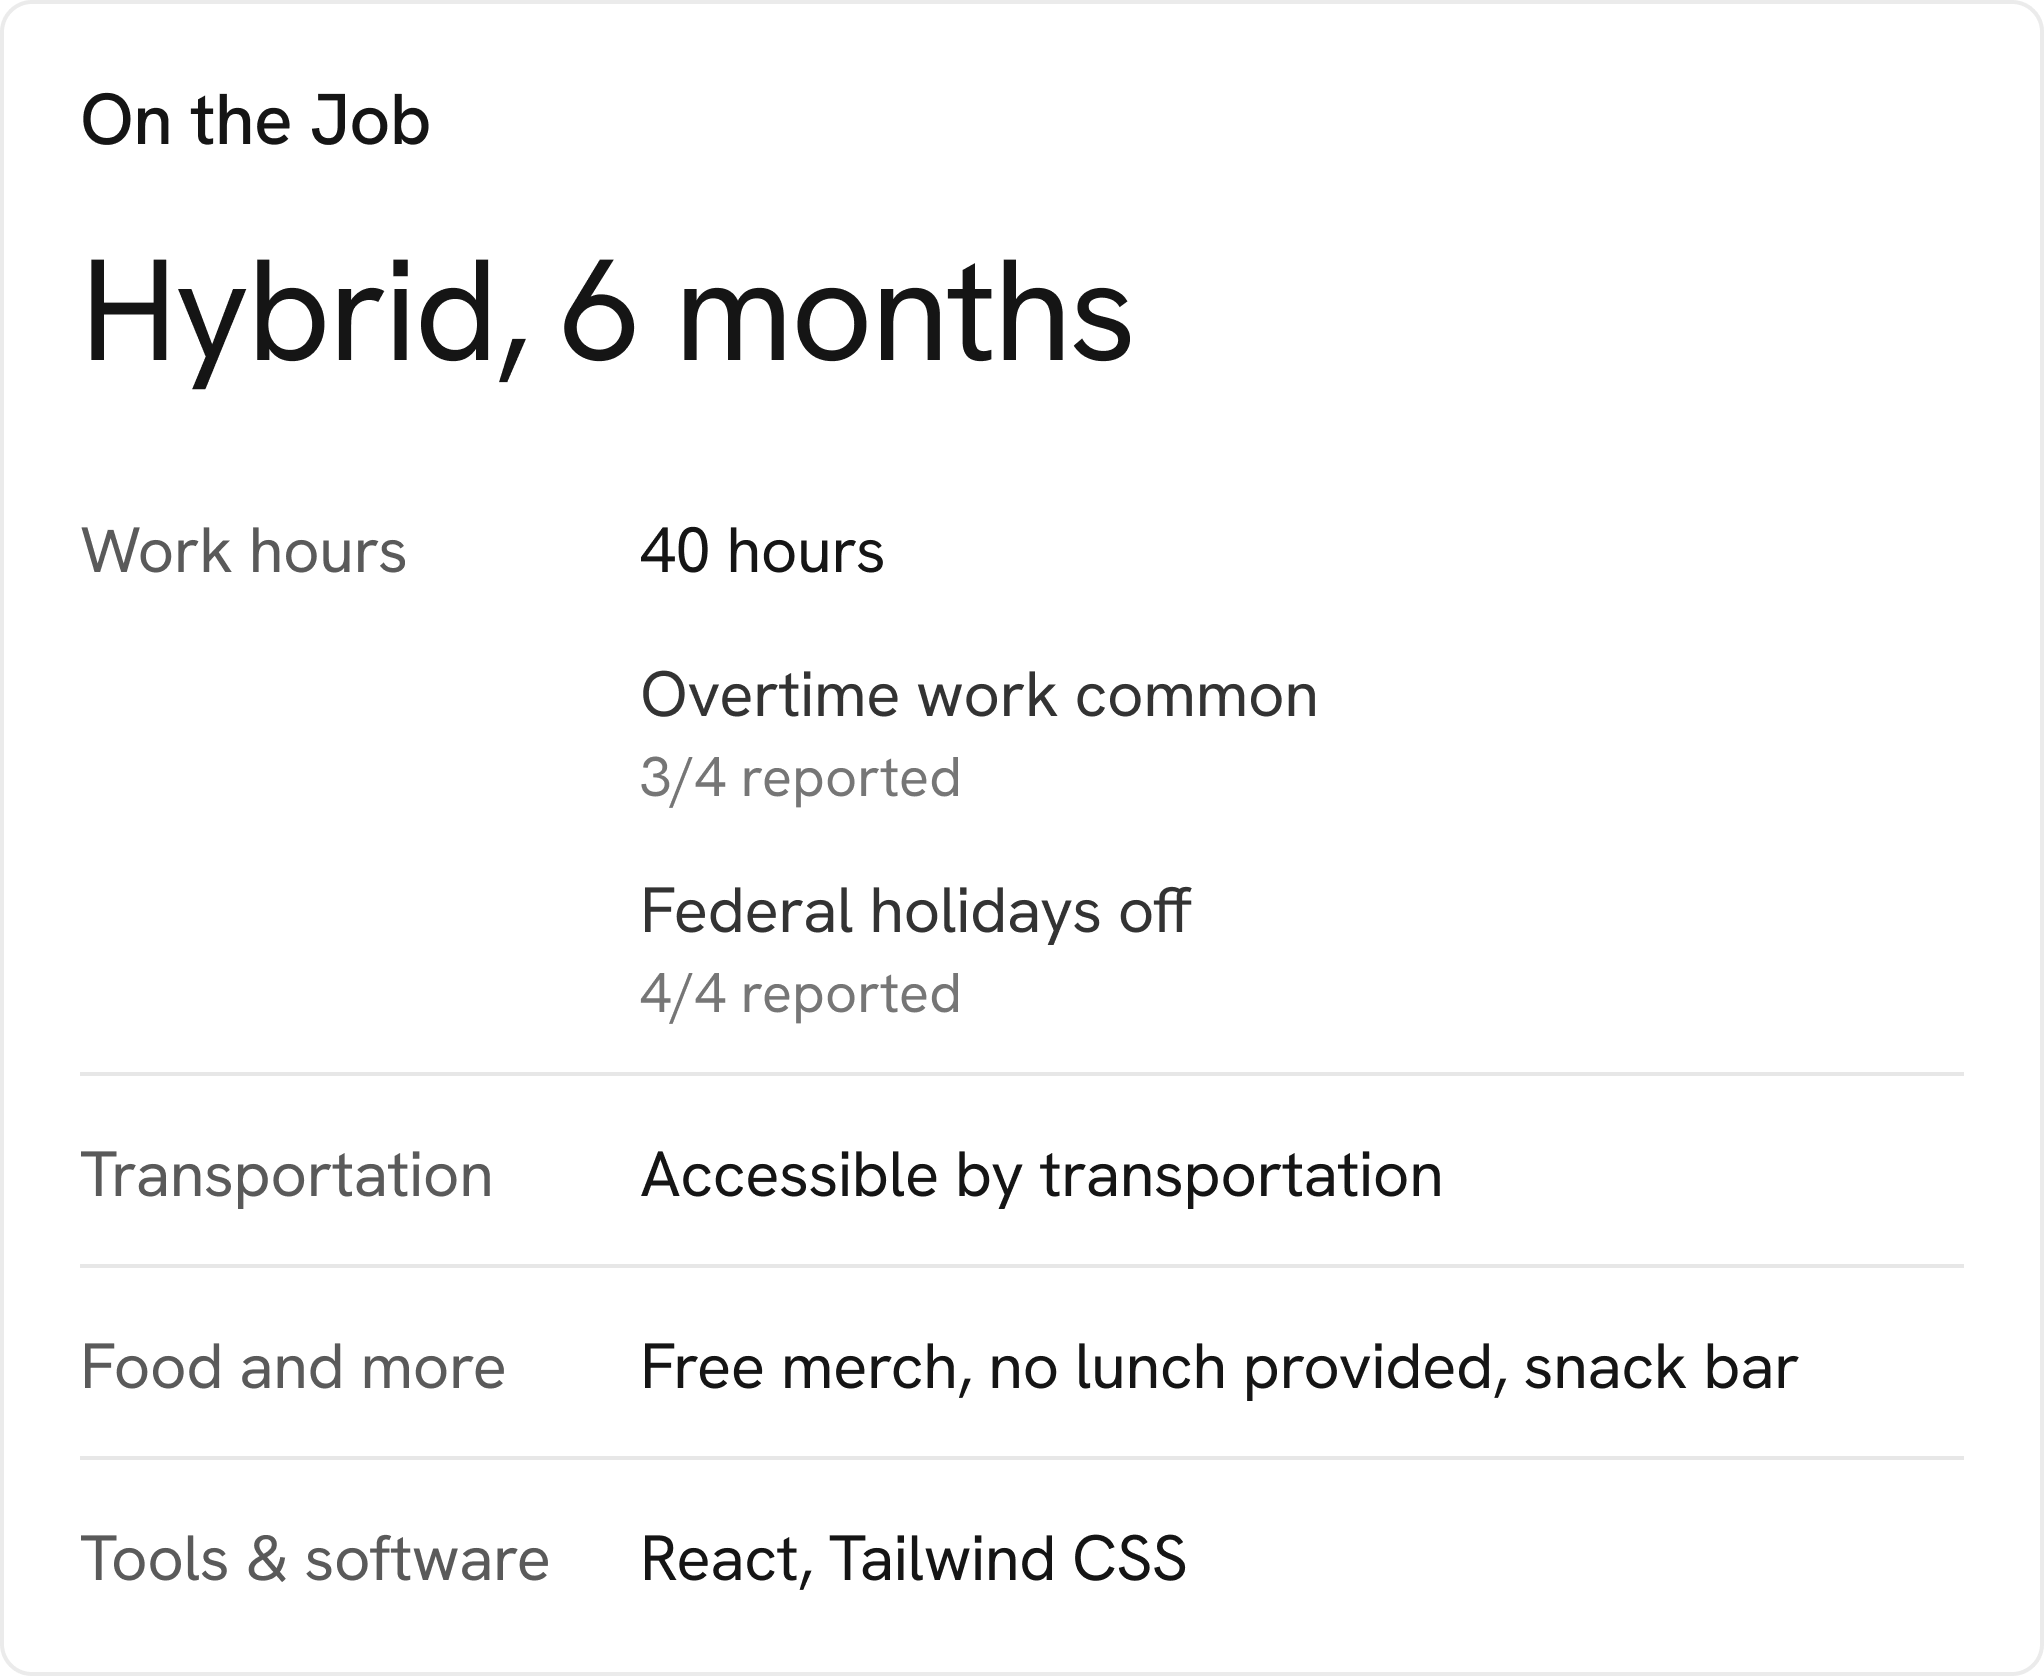 On the Job
Hybrid, 6 months
Work hours
40 hours
Overtime work common
3/4 reported
Federal holidays off
4/4 reported
Transportation
Accessible by transportation
Food and more
Free merch, no lunch provided, snack bar
Tools & software
React, Tailwind CSS